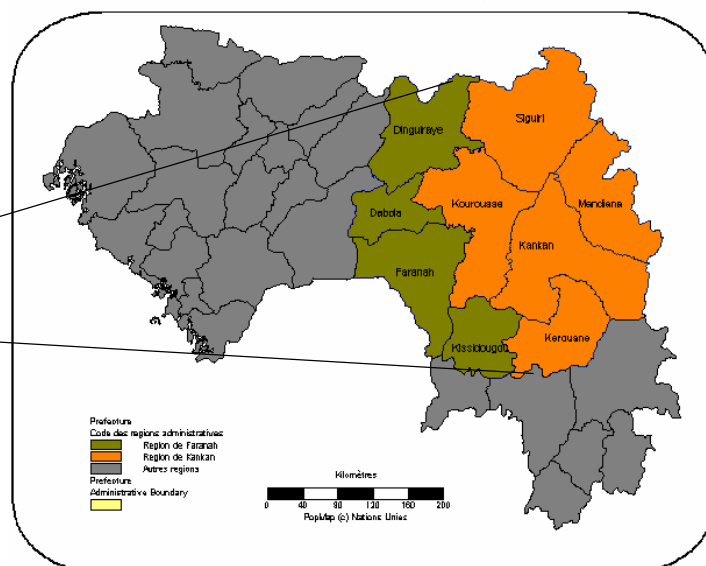 Dinguiraye
Siguiri
Dabola
Kouroussa
Mandiana
Kankan
Faranah
Kissidougou
Kerouane
Prefecture
Code des regions administratives
Region de Faranah
Region de Kankan
Autres regions
Prefecture
Administrative Boundary
Kilomètres
0 40 80 120 160 200
PopMap (c) Nations Unies